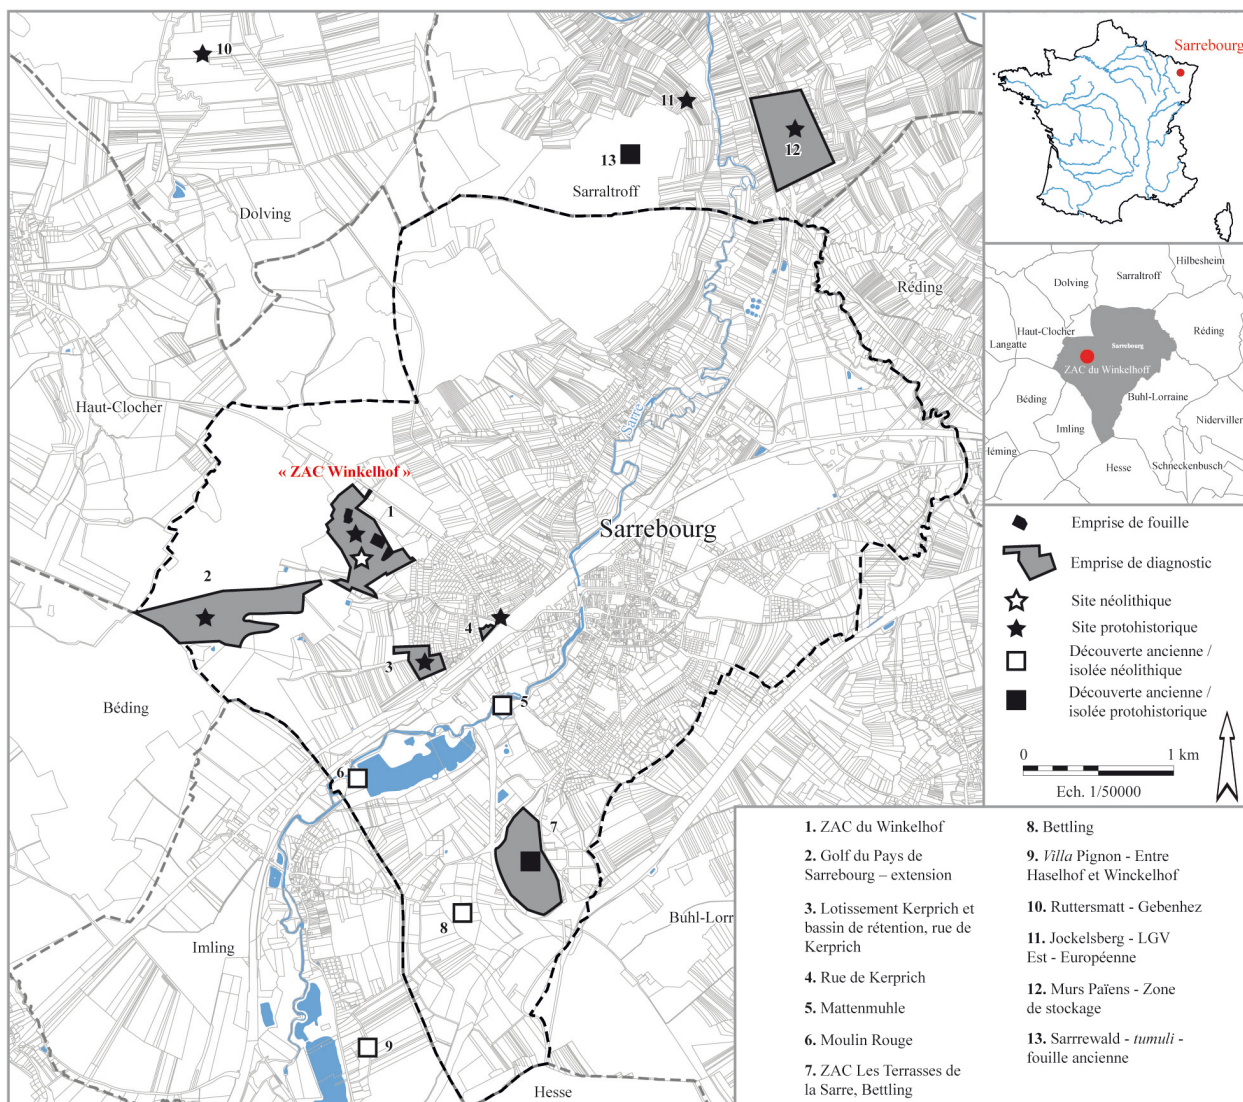 10
11
12
13
Sarraltroff
Dolving
Réding
Haut-Clocher
Sarre
« ZAC Winkelhof »
1
Sarrebourg
2
4
3
Béding
5
6
7
8
Buhl-Lorr
Imling
9
Hesse
Sarrebourg
Hilbesheim
Sarraltroff
Dolving
Haut-Clocher
Réding
Langatte
Sarrebourg
ZAC du Winkelhoff
Béding
Buhl-Lorraine
Imling
Niderviller
Héming
Hesse
Schneckenbusch
Emprise de fouille
Emprise de diagnostic
Site néolithique
Site protohistorique
Découverte ancienne /
isolée néolithique
Découverte ancienne /
isolée protohistorique
0 1 km
Ech. 1/50000
1. ZAC du Winkelhof
2. Golf du Pays de
Sarrebourg – extension
3. Lotissement Kerprich et
bassin de rétention, rue de
Kerprich
4. Rue de Kerprich
5. Mattenmuhle
6. Moulin Rouge
7. ZAC Les Terrasses de
la Sarre, Bettling
8. Bettling
9. Villa Pignon - Entre
Haselhof et Winckelhof
10. Ruttersmatt - Gebenhez
11. Jockelsberg - LGV
Est - Européenne
12. Murs Païens - Zone
de stockage
13. Sarrrewald - tumuli -
fouille ancienne